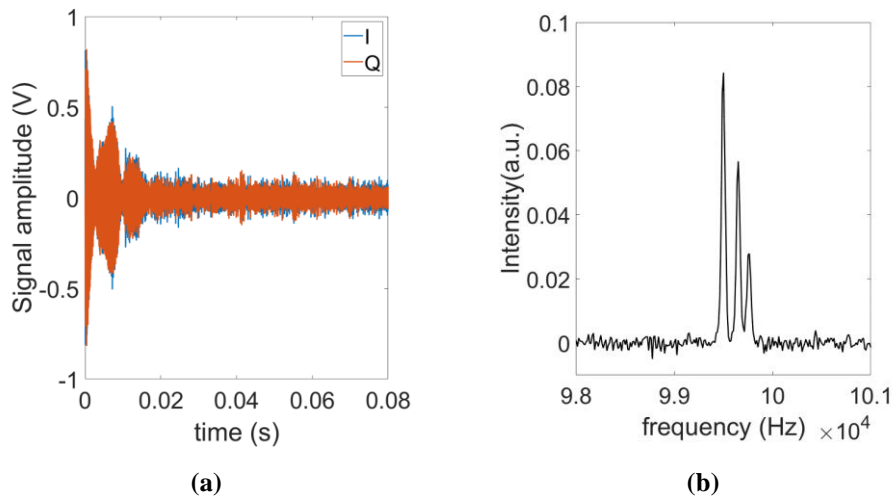 1
0.5
0
-0.5
-1
Signal amplitude (V)
I
Q
0
0.02
0.04
0.06
0.08
time (s)
(a)
0.1
0.08
0.06
0.04
0.02
0
Intensity(a.u.)
9.8
9.9
10
10.1
frequency (Hz)
×10⁴
(b)